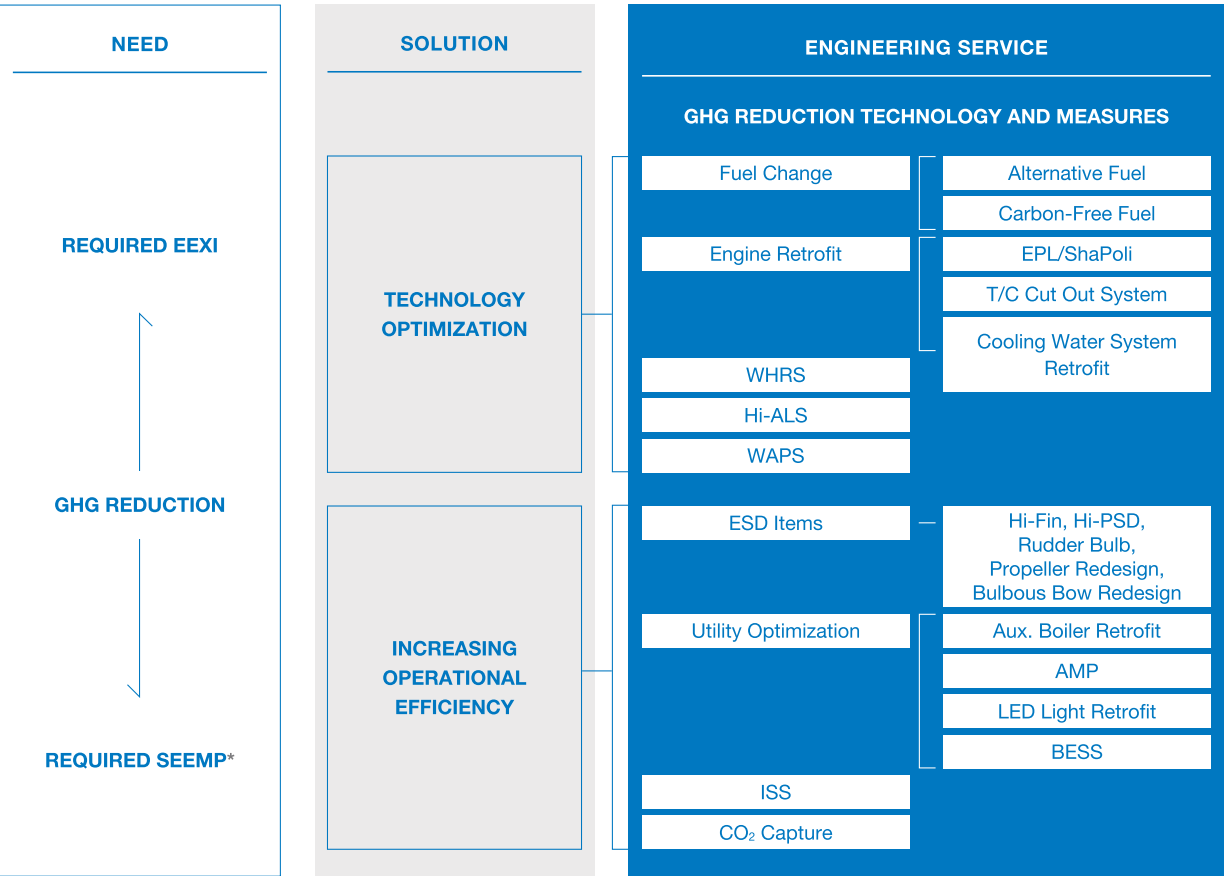 NEED
SOLUTION
ENGINEERING SERVICE
GHG REDUCTION TECHNOLOGY AND MEASURES
REQUIRED EEXI
GHG REDUCTION
REQUIRED SEEMP*
TECHNOLOGY
OPTIMIZATION
Fuel Change
Alternative Fuel
Carbon-Free Fuel
Engine Retrofit
EPL/ShaPoli
T/C Cut Out System
Cooling Water System
Retrofit
WHRS
Hi-ALS
WAPS
INCREASING
OPERATIONAL
EFFICIENCY
ESD Items
Hi-Fin, Hi-PSD,
Rudder Bulb,
Propeller Redesign,
Bulbous Bow Redesign
Utility Optimization
Aux. Boiler Retrofit
AMP
LED Light Retrofit
BESS
ISS
CO₂ Capture